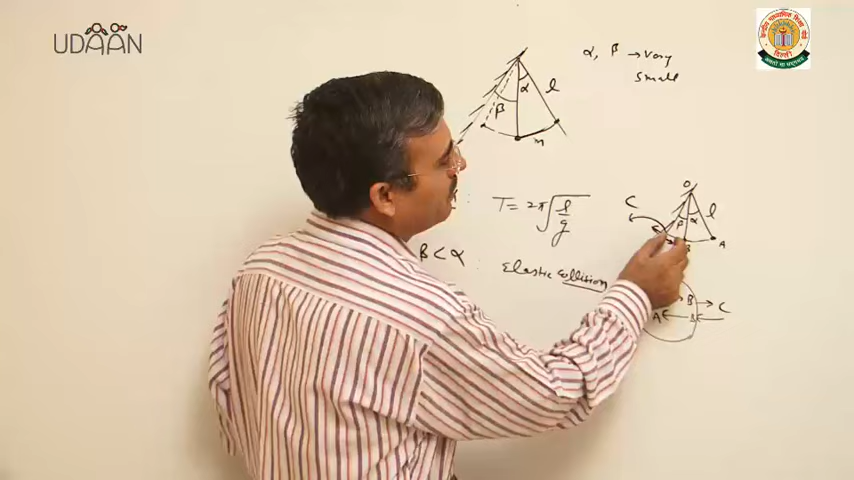 UDAAN
α, β → Very
Small
α
l
β
M
T = 2π√l/g
β < α
Elastic Collision
O
C
l
β α
A
B
B → C
A